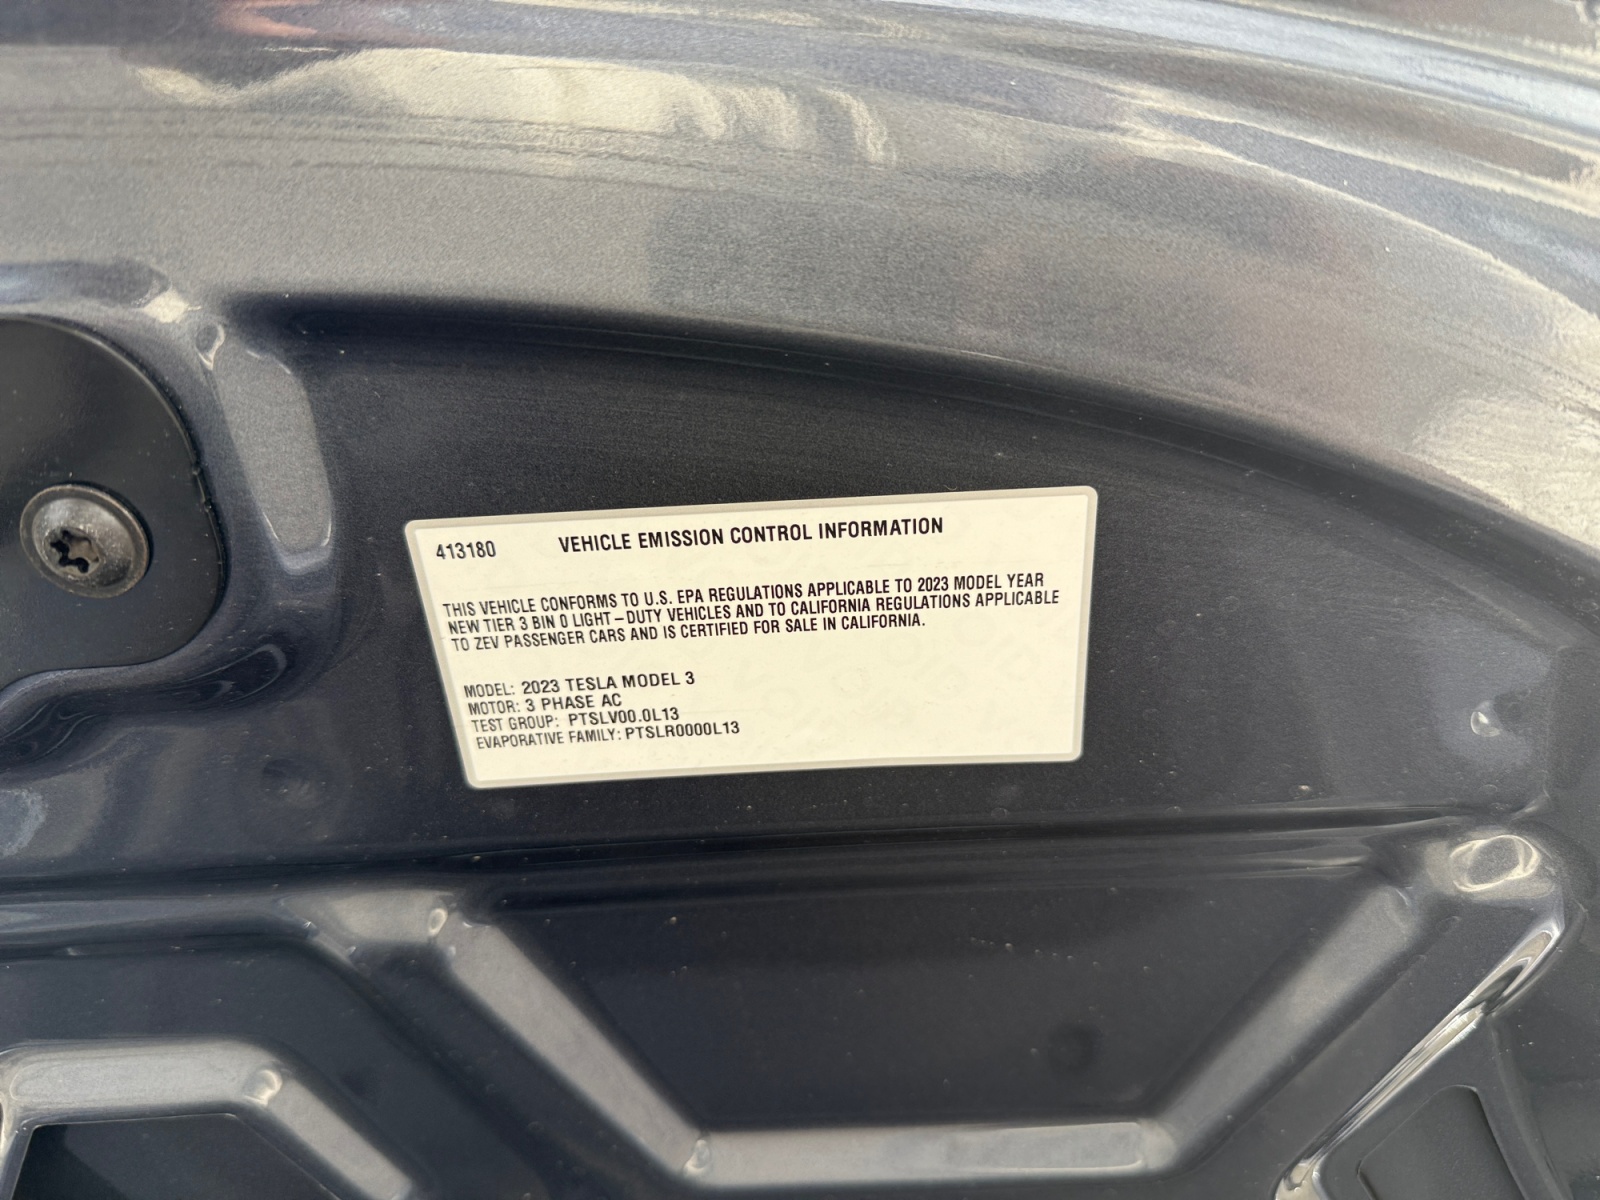 413180 VEHICLE EMISSION CONTROL INFORMATION
THIS VEHICLE CONFORMS TO U.S. EPA REGULATIONS APPLICABLE TO 2023 MODEL YEAR
NEW TIER 3 BIN 0 LIGHT-DUTY VEHICLES AND TO CALIFORNIA REGULATIONS APPLICABLE
TO ZEV PASSENGER CARS AND IS CERTIFIED FOR SALE IN CALIFORNIA.
MODEL: 2023 TESLA MODEL 3
MOTOR: 3 PHASE AC
TEST GROUP: PTSLV00.0L13
EVAPORATIVE FAMILY: PTSLR0000L13